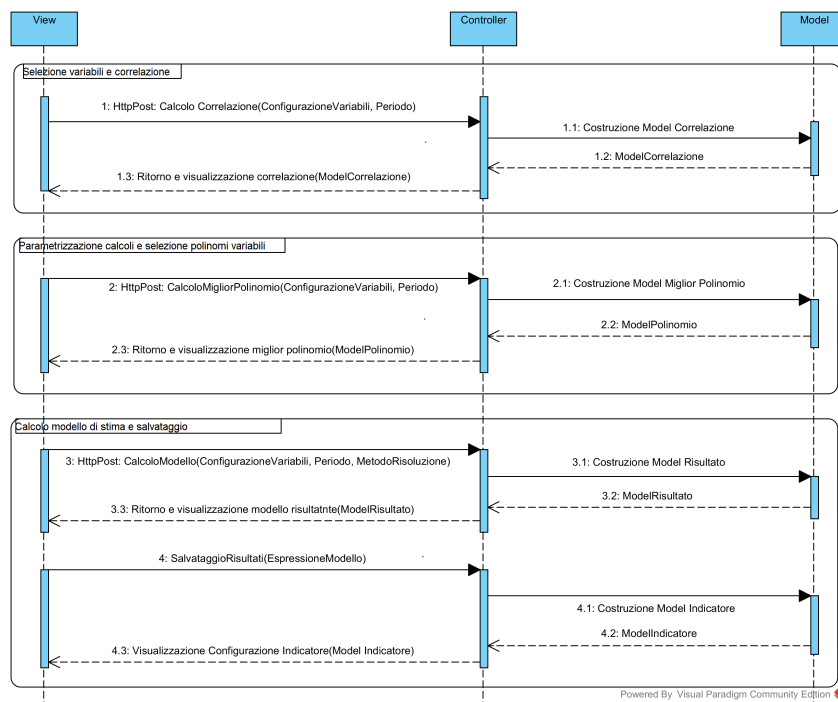 View
Controller
Model
Selezione variabili e correlazione
1: HttpPost: Calcolo Correlazione(ConfigurazioneVariabili, Periodo)
1.1: Costruzione Model Correlazione
1.2: ModelCorrelazione
1.3: Ritorno e visualizzazione correlazione(ModelCorrelazione)
Parametrizzazione calcoli e selezione polinomi variabili
2: HttpPost: CalcoloMigliorPolinomio(ConfigurazioneVariabili, Periodo)
2.1: Costruzione Model Miglior Polinomio
2.2: ModelPolinomio
2.3: Ritorno e visualizzazione miglior polinomio(ModelPolinomio)
Calcolo modello di stima e salvataggio
3: HttpPost: CalcoloModello(ConfigurazioneVariabili, Periodo, MetodoRisoluzione)
3.1: Costruzione Model Risultato
3.2: ModelRisultato
3.3: Ritorno e visualizzazione modello risultatnte(ModelRisultato)
4: SalvataggioRisultati(EspressioneModello)
4.1: Costruzione Model Indicatore
4.2: ModelIndicatore
4.3: Visualizzazione Configurazione Indicatore(Model Indicatore)
Powered By Visual Paradigm Community Edition